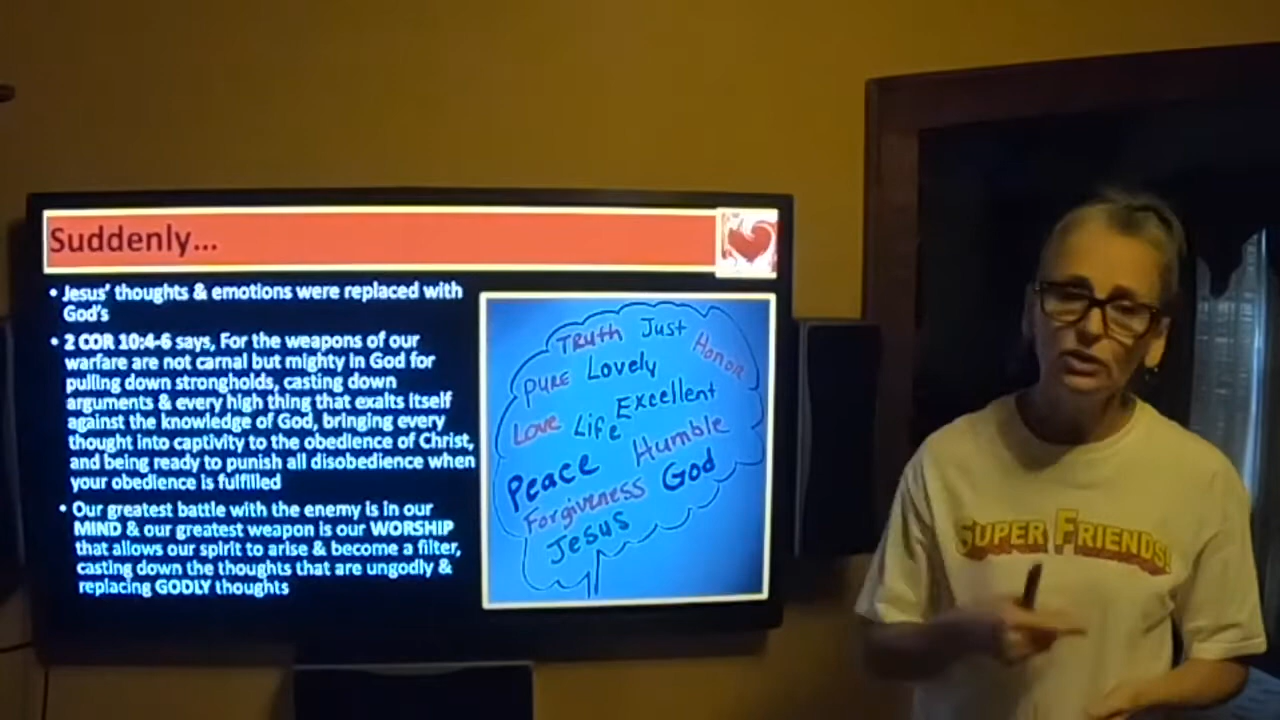 Suddenly...
• Jesus' thoughts & emotions were replaced with
God's
• 2 COR 10:4-6 says, For the weapons of our
warfare are not carnal but mighty in God for
pulling down strongholds, casting down
arguments & every high thing that exalts itself
against the knowledge of God, bringing every
thought into captivity to the obedience of Christ,
and being ready to punish all disobedience when
your obedience is fulfilled
• Our greatest battle with the enemy is in our
MIND & our greatest weapon is our WORSHIP
that allows our spirit to arise & become a filter,
casting down the thoughts that are ungodly &
replacing GODLY thoughts
TRUTH Just Honor
PURE Lovely
Love Life Excellent
Peace Humble
Forgiveness God
Jesus
SUPER FRIENDS!